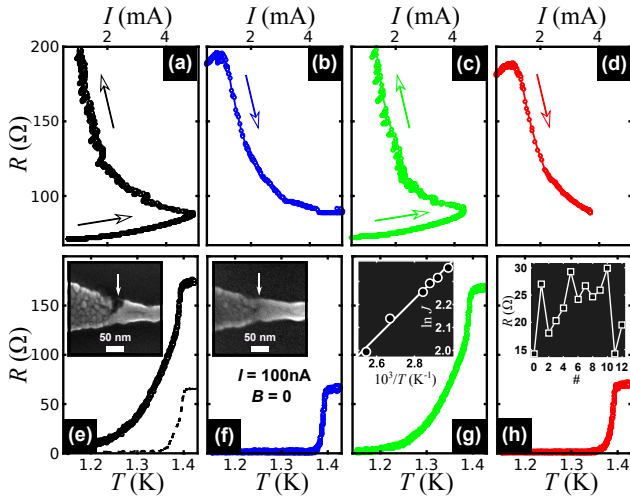 I (mA) I (mA) I (mA) I (mA)
2 4 2 4 2 4 2 4
200 (a) (b) (c) (d)
150
R (Ω)
100
150
R (Ω)
100
50
0
50 nm
(e)
50 nm
I = 100nA
B = 0
(f)
ln J
2.2
2.1
2.0
2.6 2.8
10³/T (K⁻¹)
(g)
R (Ω)
30
25
20
15
0 2 4 6 8 10 12
#
(h)
1.2 1.3 1.4 1.2 1.3 1.4 1.2 1.3 1.4 1.2 1.3 1.4
T (K) T (K) T (K) T (K)